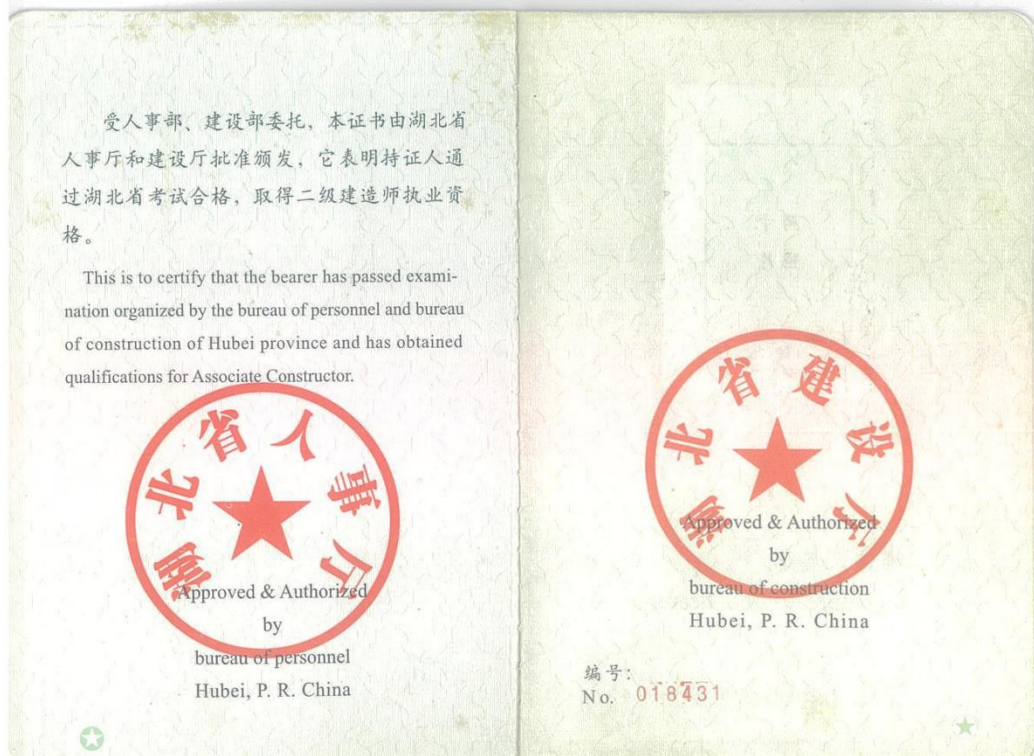 受人事部、建设部委托，本证书由湖北省
人事厅和建设厅批准颁发，它表明持证人通
过湖北省考试合格，取得二级建造师执业资
格。
This is to certify that the bearer has passed exami-
nation organized by the bureau of personnel and bureau
of construction of Hubei province and has obtained
qualifications for Associate Constructor.
湖北省人事厅
Approved & Authorized
by
bureau of personnel
Hubei, P. R. China
湖北省建设厅
Approved & Authorized
by
bureau of construction
Hubei, P. R. China
编号：
No. 018431